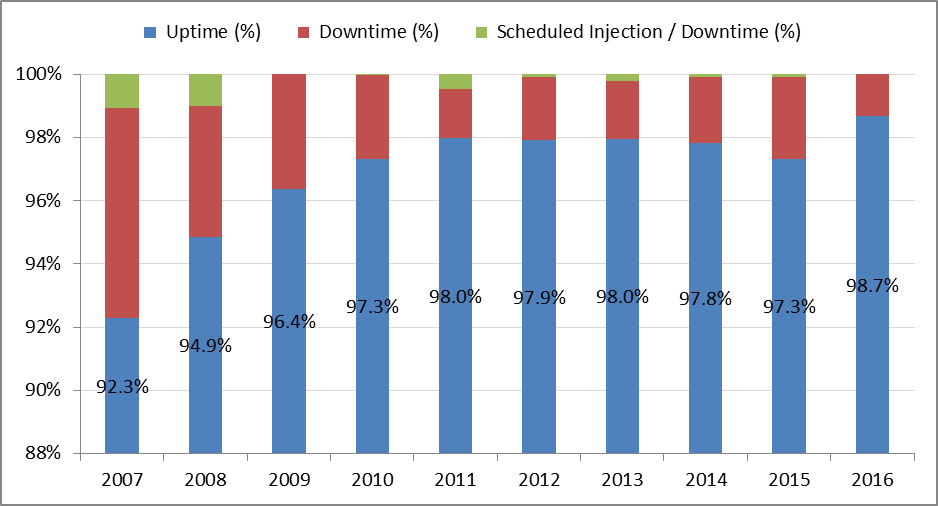 Uptime (%) Downtime (%) Scheduled Injection / Downtime (%)
100%
98%
96%
94%
92%
90%
88%
92.3% 94.9% 96.4% 97.3% 98.0% 97.9% 98.0% 97.8% 97.3% 98.7%
2007 2008 2009 2010 2011 2012 2013 2014 2015 2016